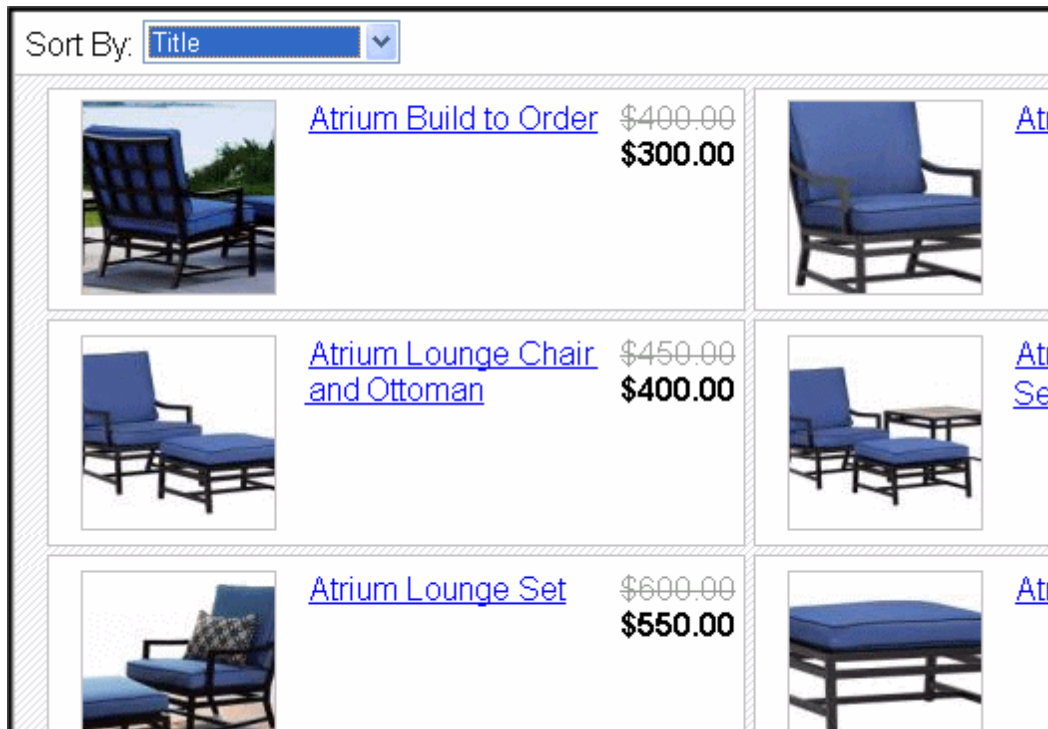 Sort By: Title
Atrium Build to Order $400.00
$300.00
Atrium Lounge Chair $450.00
and Ottoman $400.00
Atrium Lounge Set $600.00
$550.00